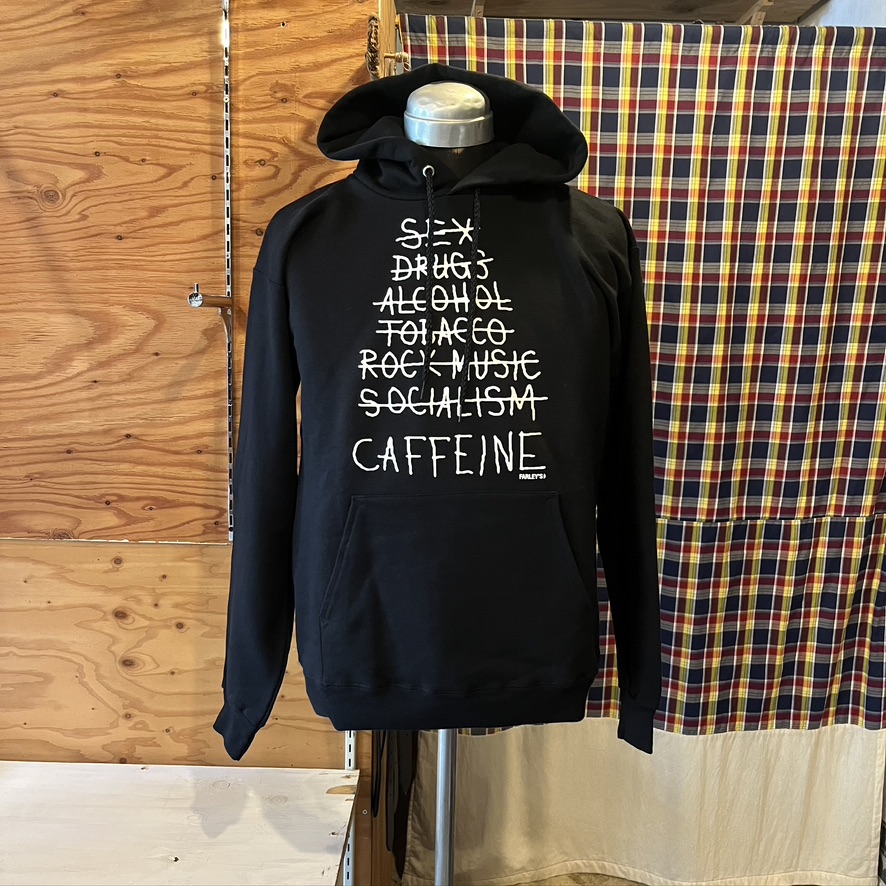 SEX
DRUGS
ALCOHOL
TOBACCO
ROCK MUSIC
SOCIALISM
CAFFEINE
FARLEY'S